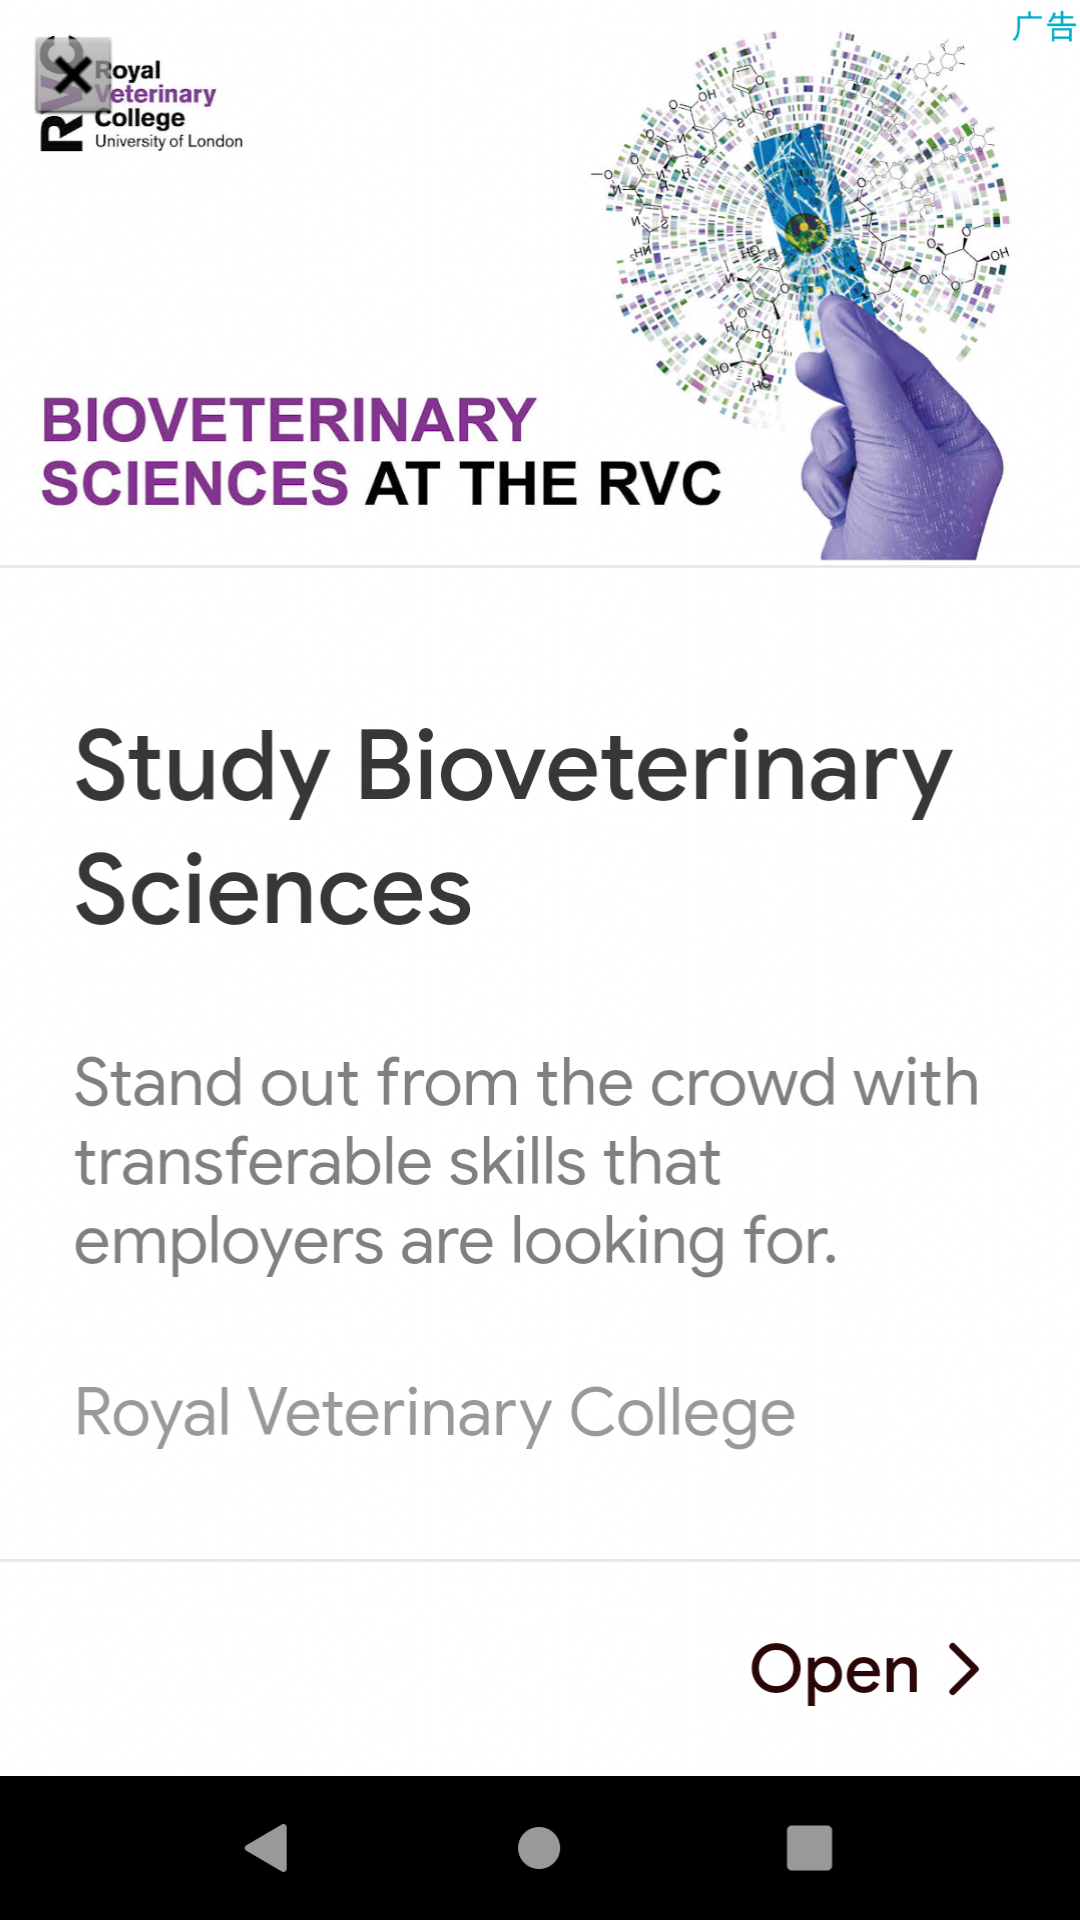 广告
RVC
Royal
Veterinary
College
University of London
BIOVETERINARY
SCIENCES AT THE RVC
Study Bioveterinary
Sciences
Stand out from the crowd with
transferable skills that
employers are looking for.
Royal Veterinary College
Open